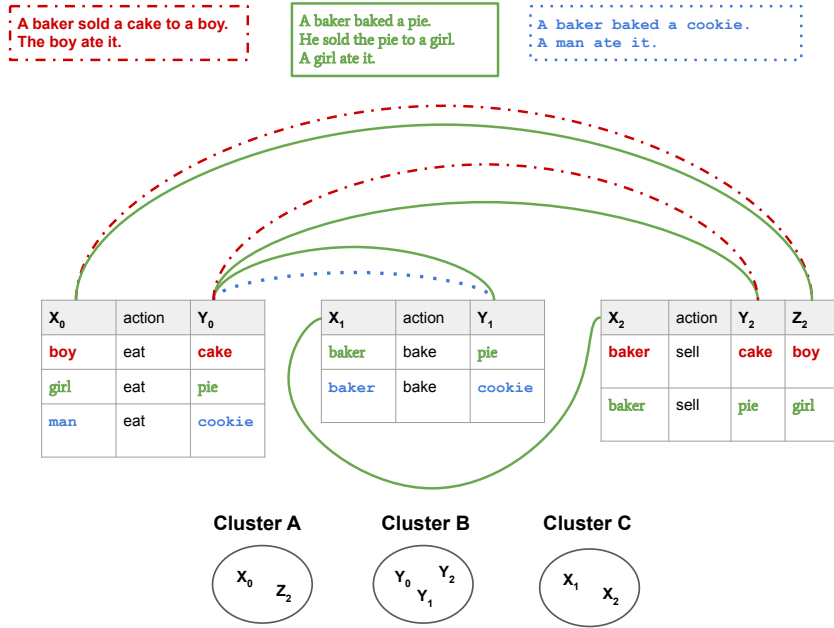 A baker sold a cake to a boy.
The boy ate it.
A baker baked a pie.
He sold the pie to a girl.
A girl ate it.
A baker baked a cookie.
A man ate it.
X₀ action Y₀
boy eat cake
girl eat pie
man eat cookie
X₁ action Y₁
baker bake pie
baker bake cookie
X₂ action Y₂ Z₂
baker sell cake boy
baker sell pie girl
Cluster A
X₀
Z₂
Cluster B
Y₀ Y₂
Y₁
Cluster C
X₁
X₂